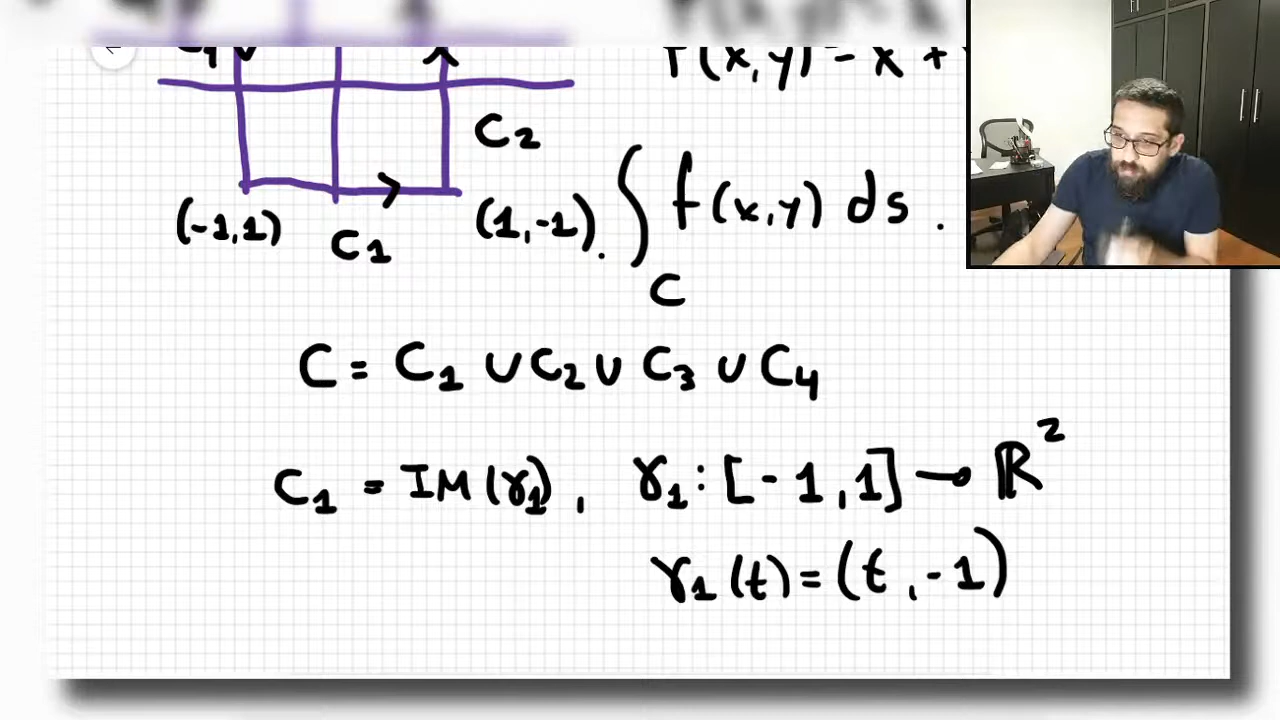 f(x,y) = x +
C2
(-1,1)
C1
(1,-1).
∫ f(x,y) ds .
C
C = C1 ∪ C2 ∪ C3 ∪ C4
C1 = IM(γ1), γ1: [-1,1] → ℝ²
γ1(t) = (t,-1)